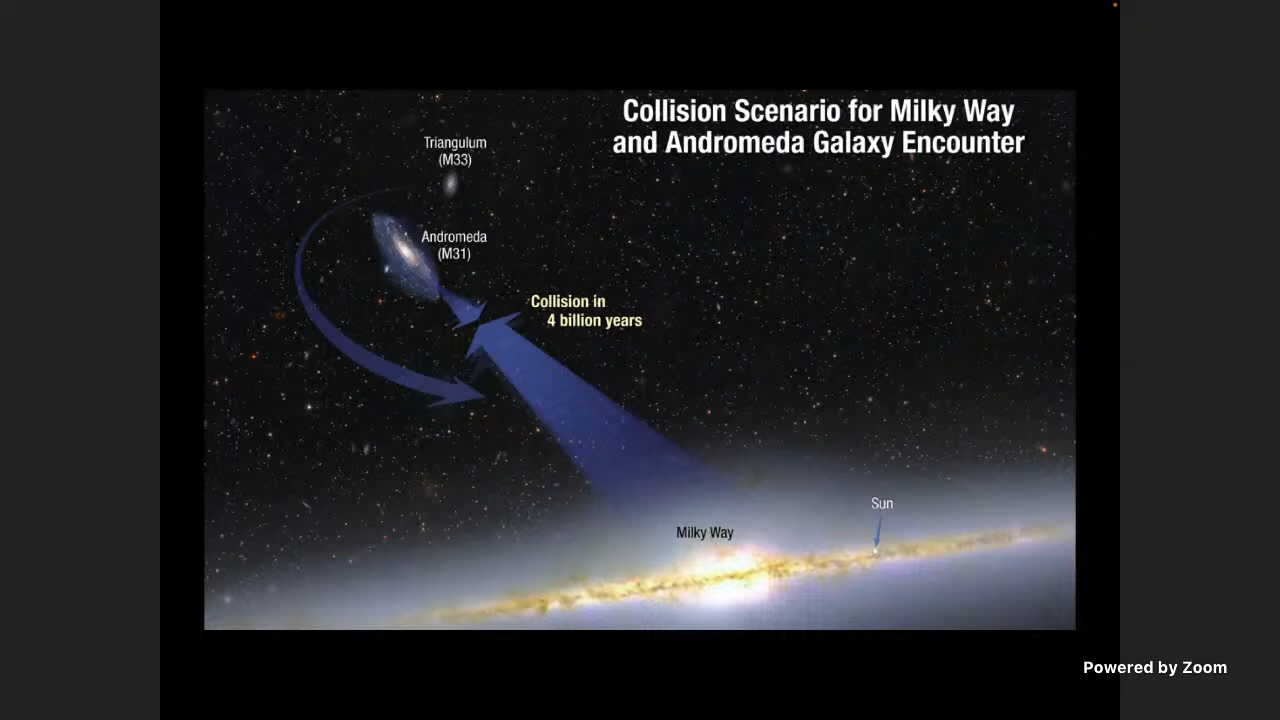 Collision Scenario for Milky Way
and Andromeda Galaxy Encounter
Triangulum
(M33)
Andromeda
(M31)
Collision in
4 billion years
Sun
Milky Way
Powered by Zoom